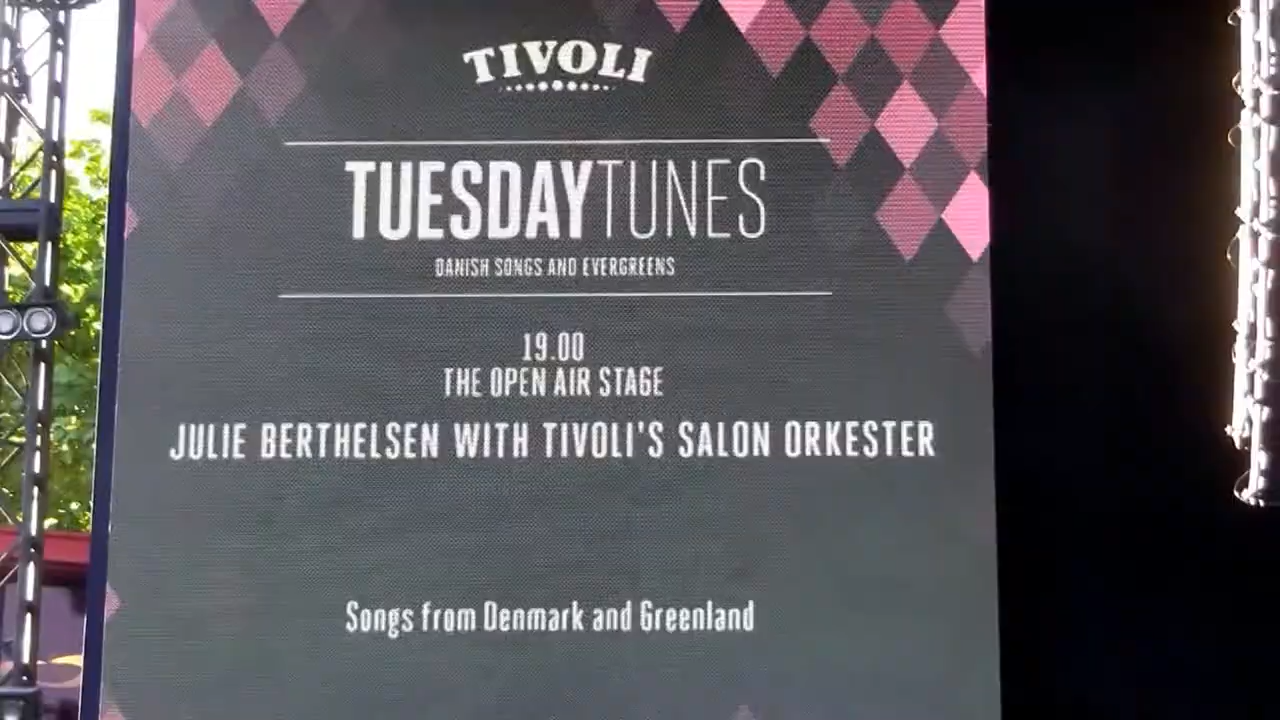 TIVOLI
TUESDAYTUNES
DANISH SONGS AND EVERGREENS
19.00
THE OPEN AIR STAGE
JULIE BERTHELSEN WITH TIVOLI'S SALON ORKESTER
Songs from Denmark and Greenland